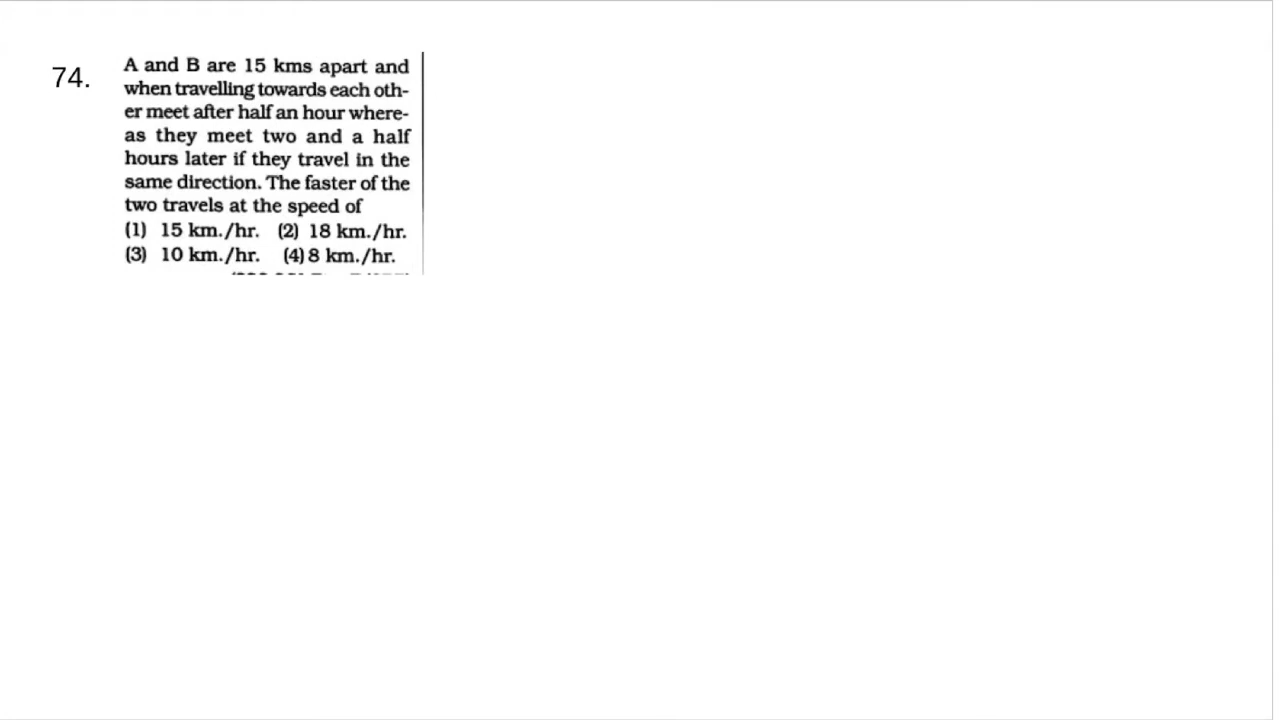 74.
A and B are 15 kms apart and
when travelling towards each oth-
er meet after half an hour where-
as they meet two and a half
hours later if they travel in the
same direction. The faster of the
two travels at the speed of
(1) 15 km./hr. (2) 18 km./hr.
(3) 10 km./hr. (4) 8 km./hr.